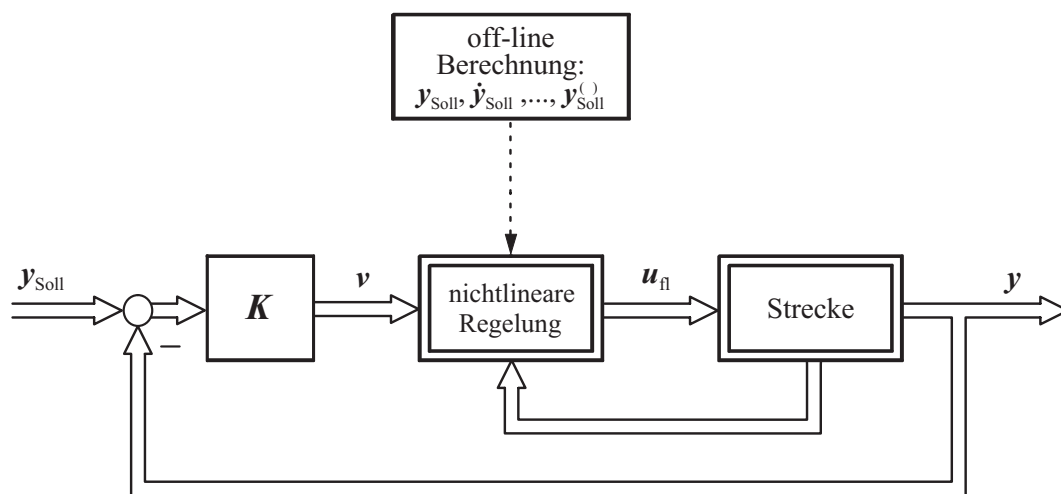 off-line
Berechnung:
y_Soll, ẏ_Soll ,..., y_Soll^( )
y_Soll
−
K
v
nichtlineare
Regelung
u_fl
Strecke
y